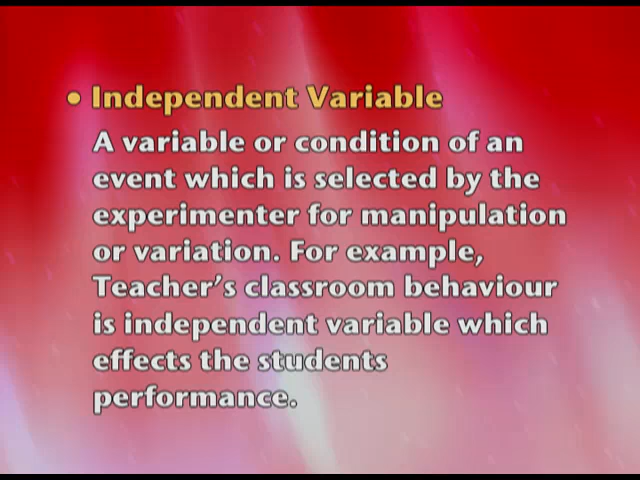 • Independent Variable
A variable or condition of an
event which is selected by the
experimenter for manipulation
or variation. For example,
Teacher's classroom behaviour
is independent variable which
effects the students
performance.